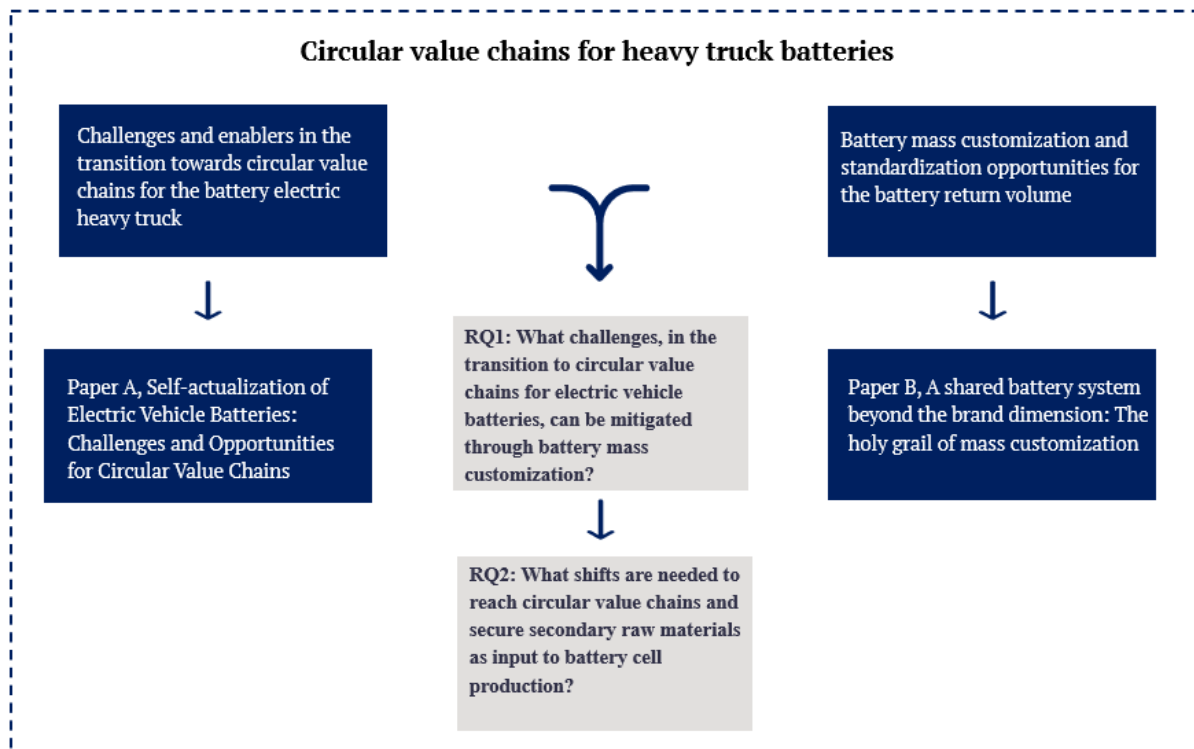 Circular value chains for heavy truck batteries
Challenges and enablers in the
transition towards circular value
chains for the battery electric
heavy truck
Battery mass customization and
standardization opportunities for
the battery return volume
Paper A, Self-actualization of
Electric Vehicle Batteries:
Challenges and Opportunities
for Circular Value Chains
RQ1: What challenges, in the
transition to circular value
chains for electric vehicle
batteries, can be mitigated
through battery mass
customization?
Paper B, A shared battery system
beyond the brand dimension: The
holy grail of mass customization
RQ2: What shifts are needed to
reach circular value chains and
secure secondary raw materials
as input to battery cell
production?